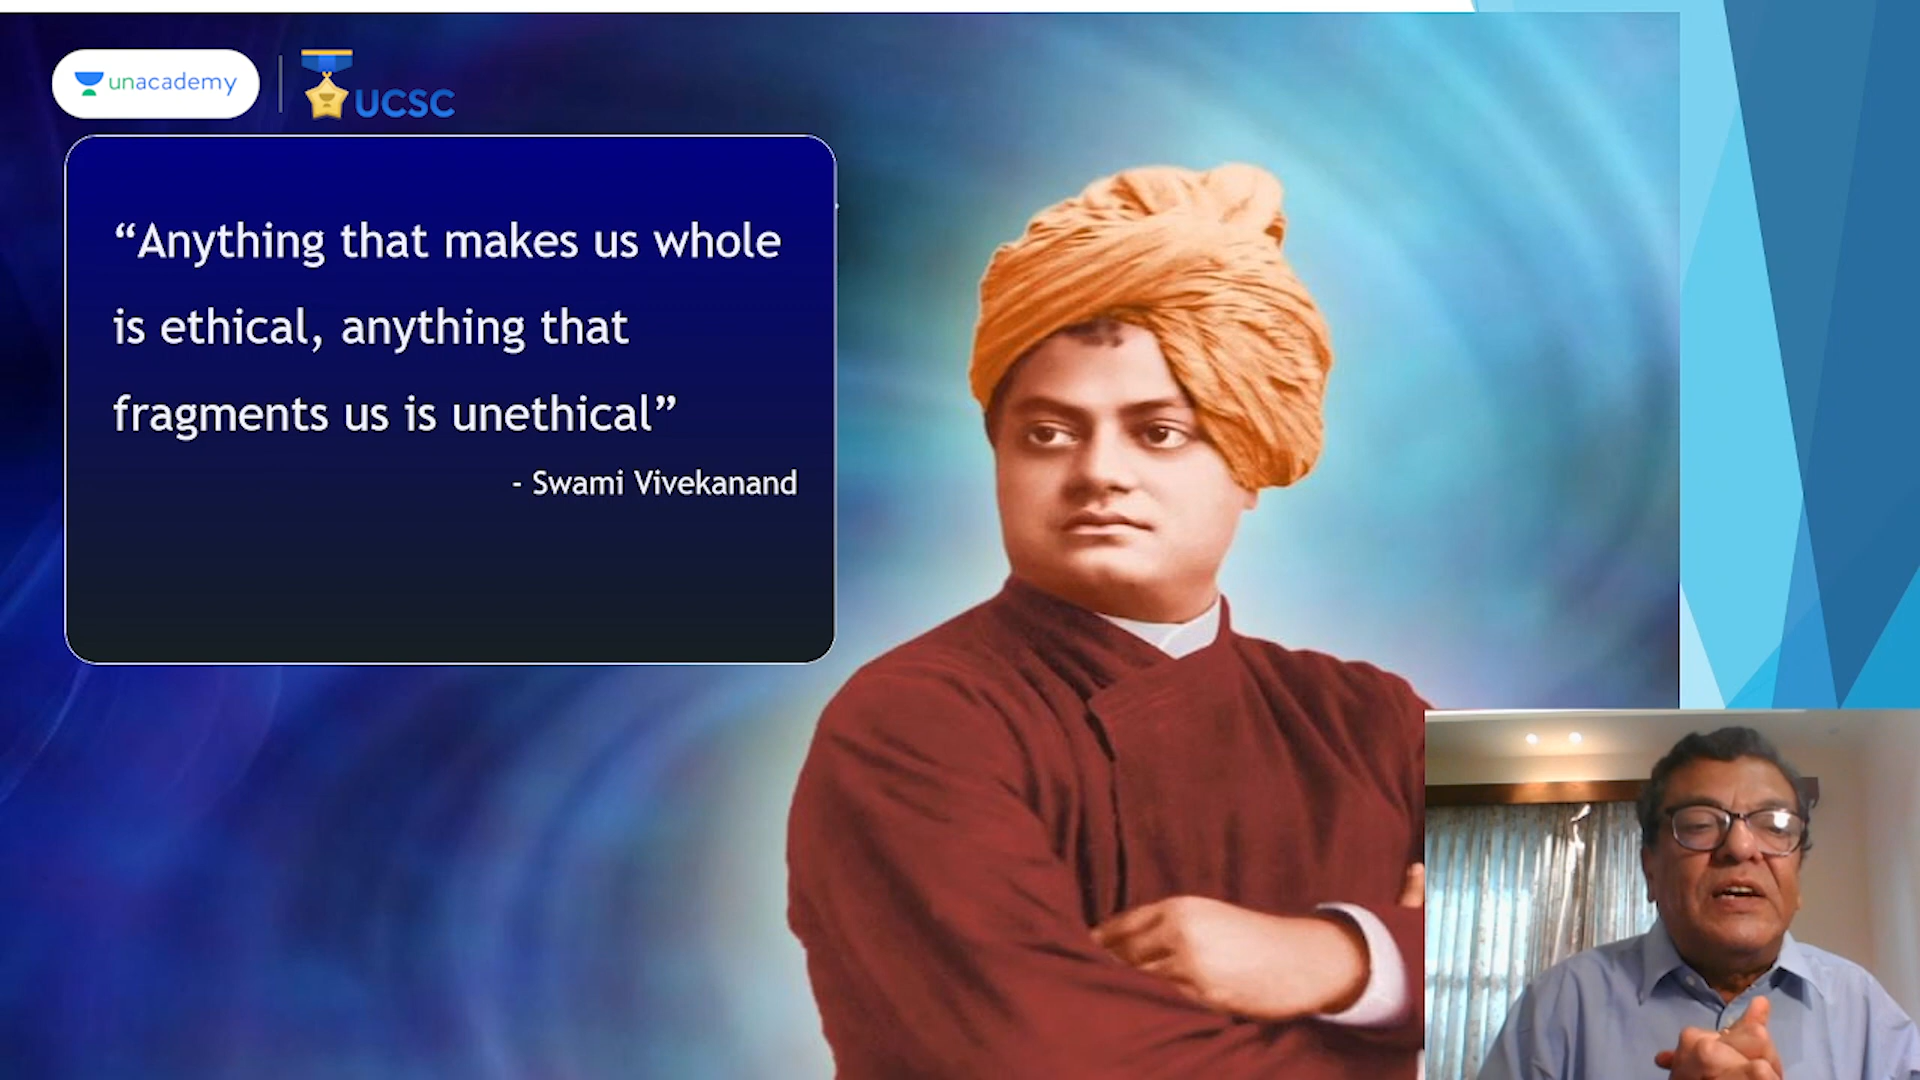 unacademy
UCSC
“Anything that makes us whole
is ethical, anything that
fragments us is unethical”
- Swami Vivekanand